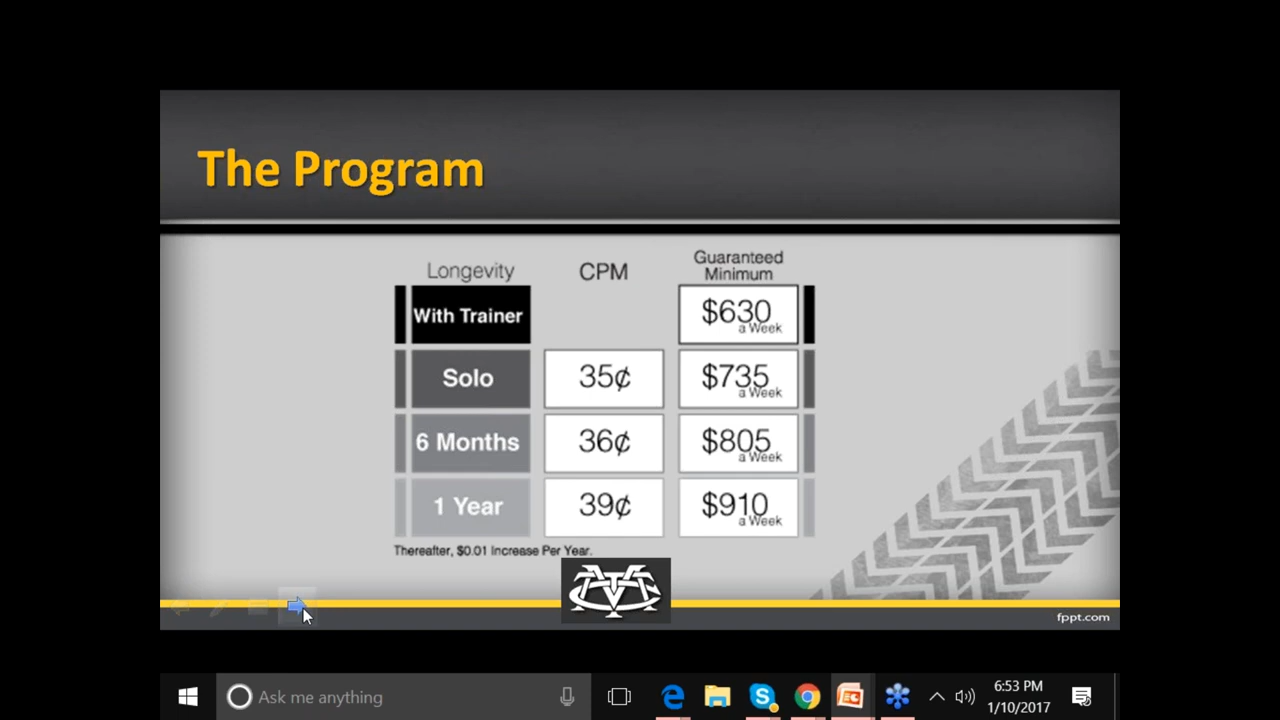 The Program
Longevity CPM Guaranteed Minimum
With Trainer $630 a Week
Solo 35¢ $735 a Week
6 Months 36¢ $805 a Week
1 Year 39¢ $910 a Week
Thereafter, $0.01 Increase Per Year.
fppt.com
Ask me anything
6:53 PM
1/10/2017